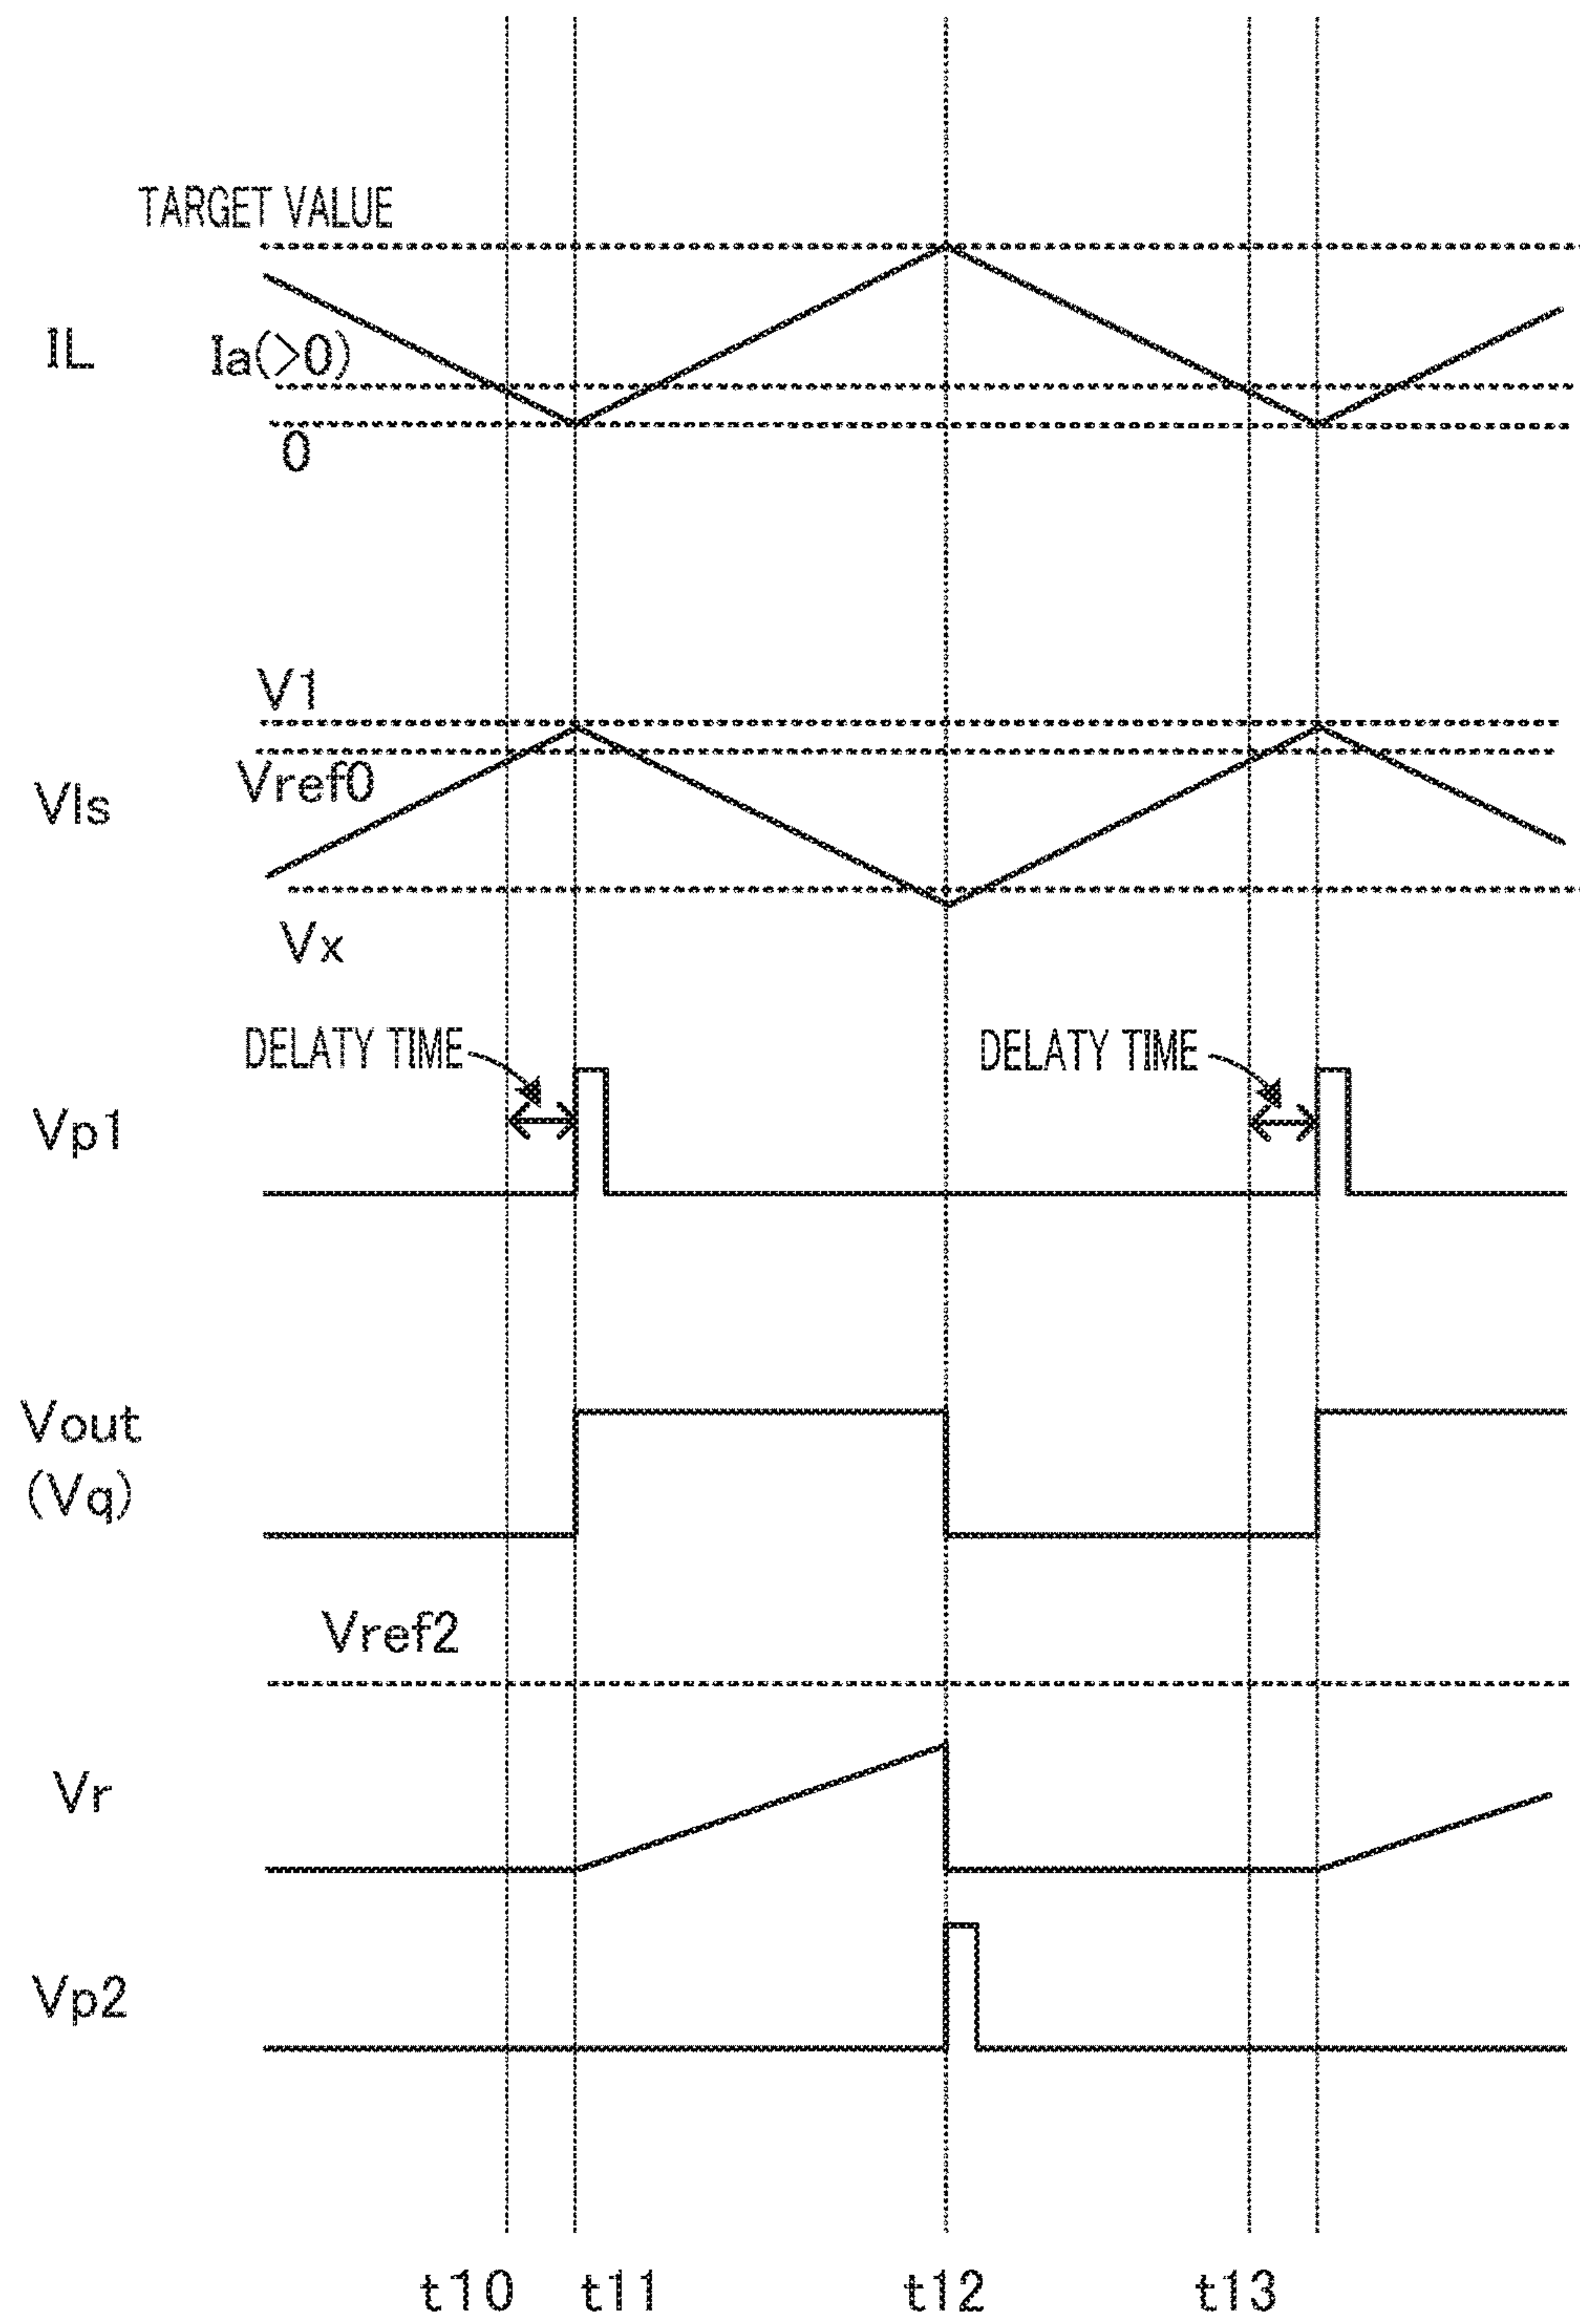 TARGET VALUE
IL
Ia(>0)
0
V1
Vref0
VIs
Vx
DELATY TIME
DELATY TIME
Vp1
Vout
(Vq)
Vref2
Vr
Vp2
t10 t11 t12 t13